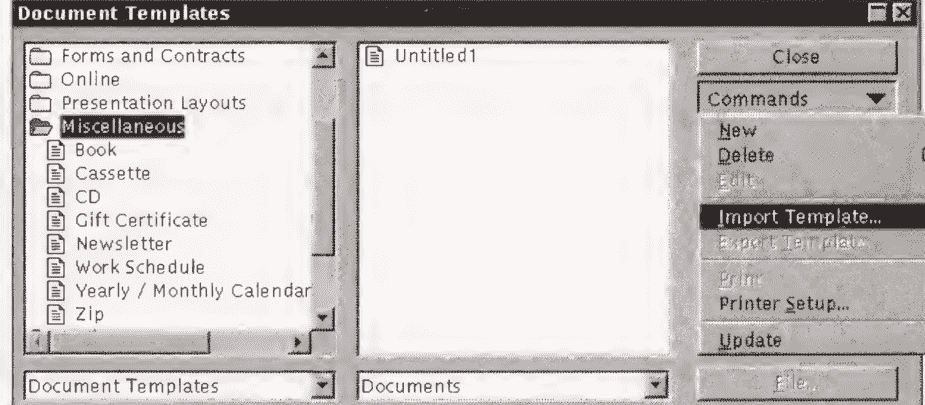 Document Templates
Forms and Contracts
Online
Presentation Layouts
Miscellaneous
Book
Cassette
CD
Gift Certificate
Newsletter
Work Schedule
Yearly / Monthly Calendar
Zip
Document Templates
Untitled1
Documents
Close
Commands
New
Delete
Edit
Import Template...
Export Template...
Print
Printer Setup...
Update
File...